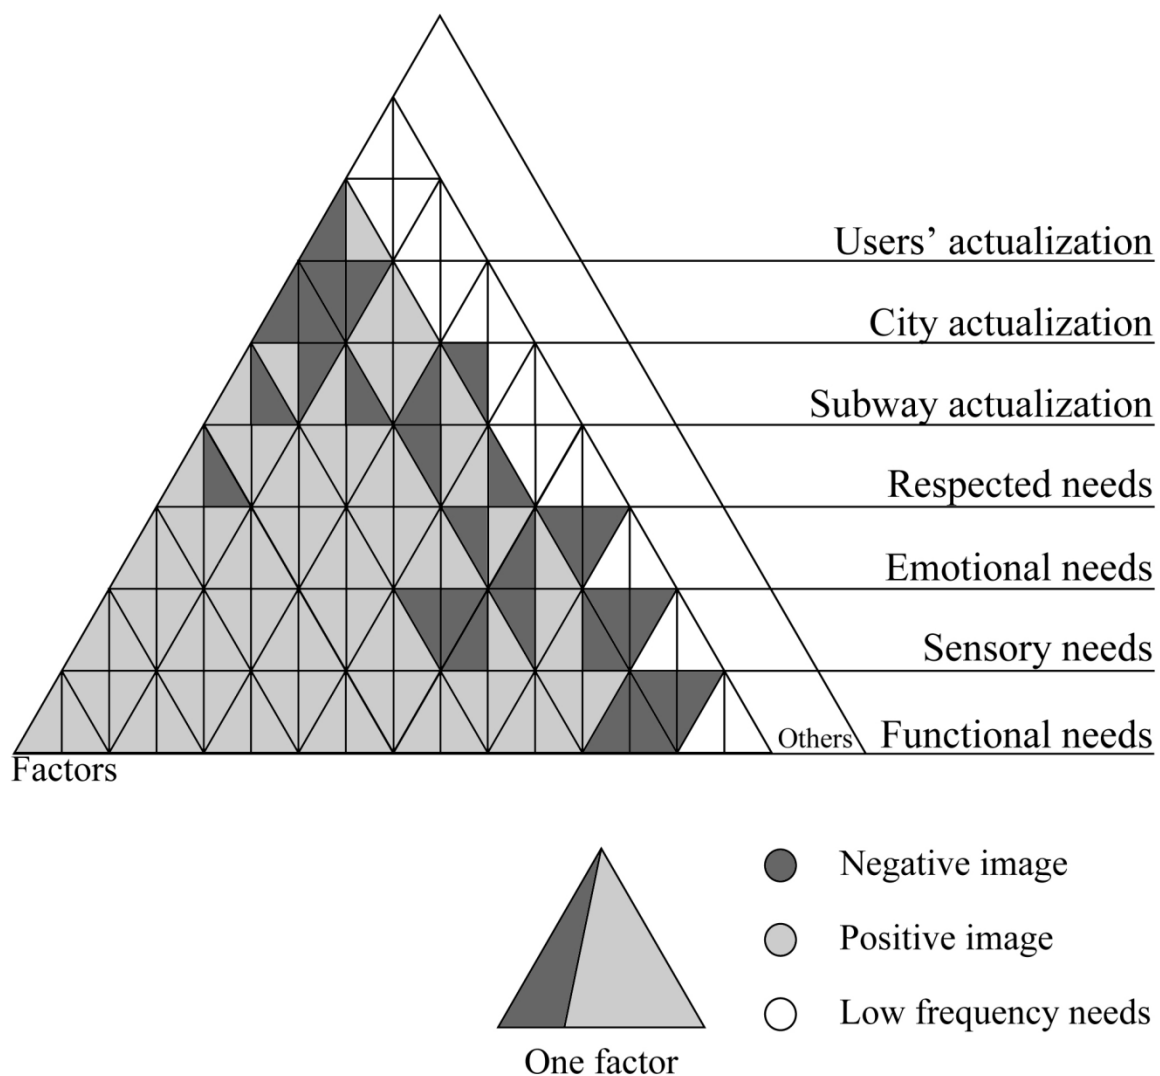 Users’ actualization
City actualization
Subway actualization
Respected needs
Emotional needs
Sensory needs
Others
Functional needs
Factors
Negative image
Positive image
Low frequency needs
One factor